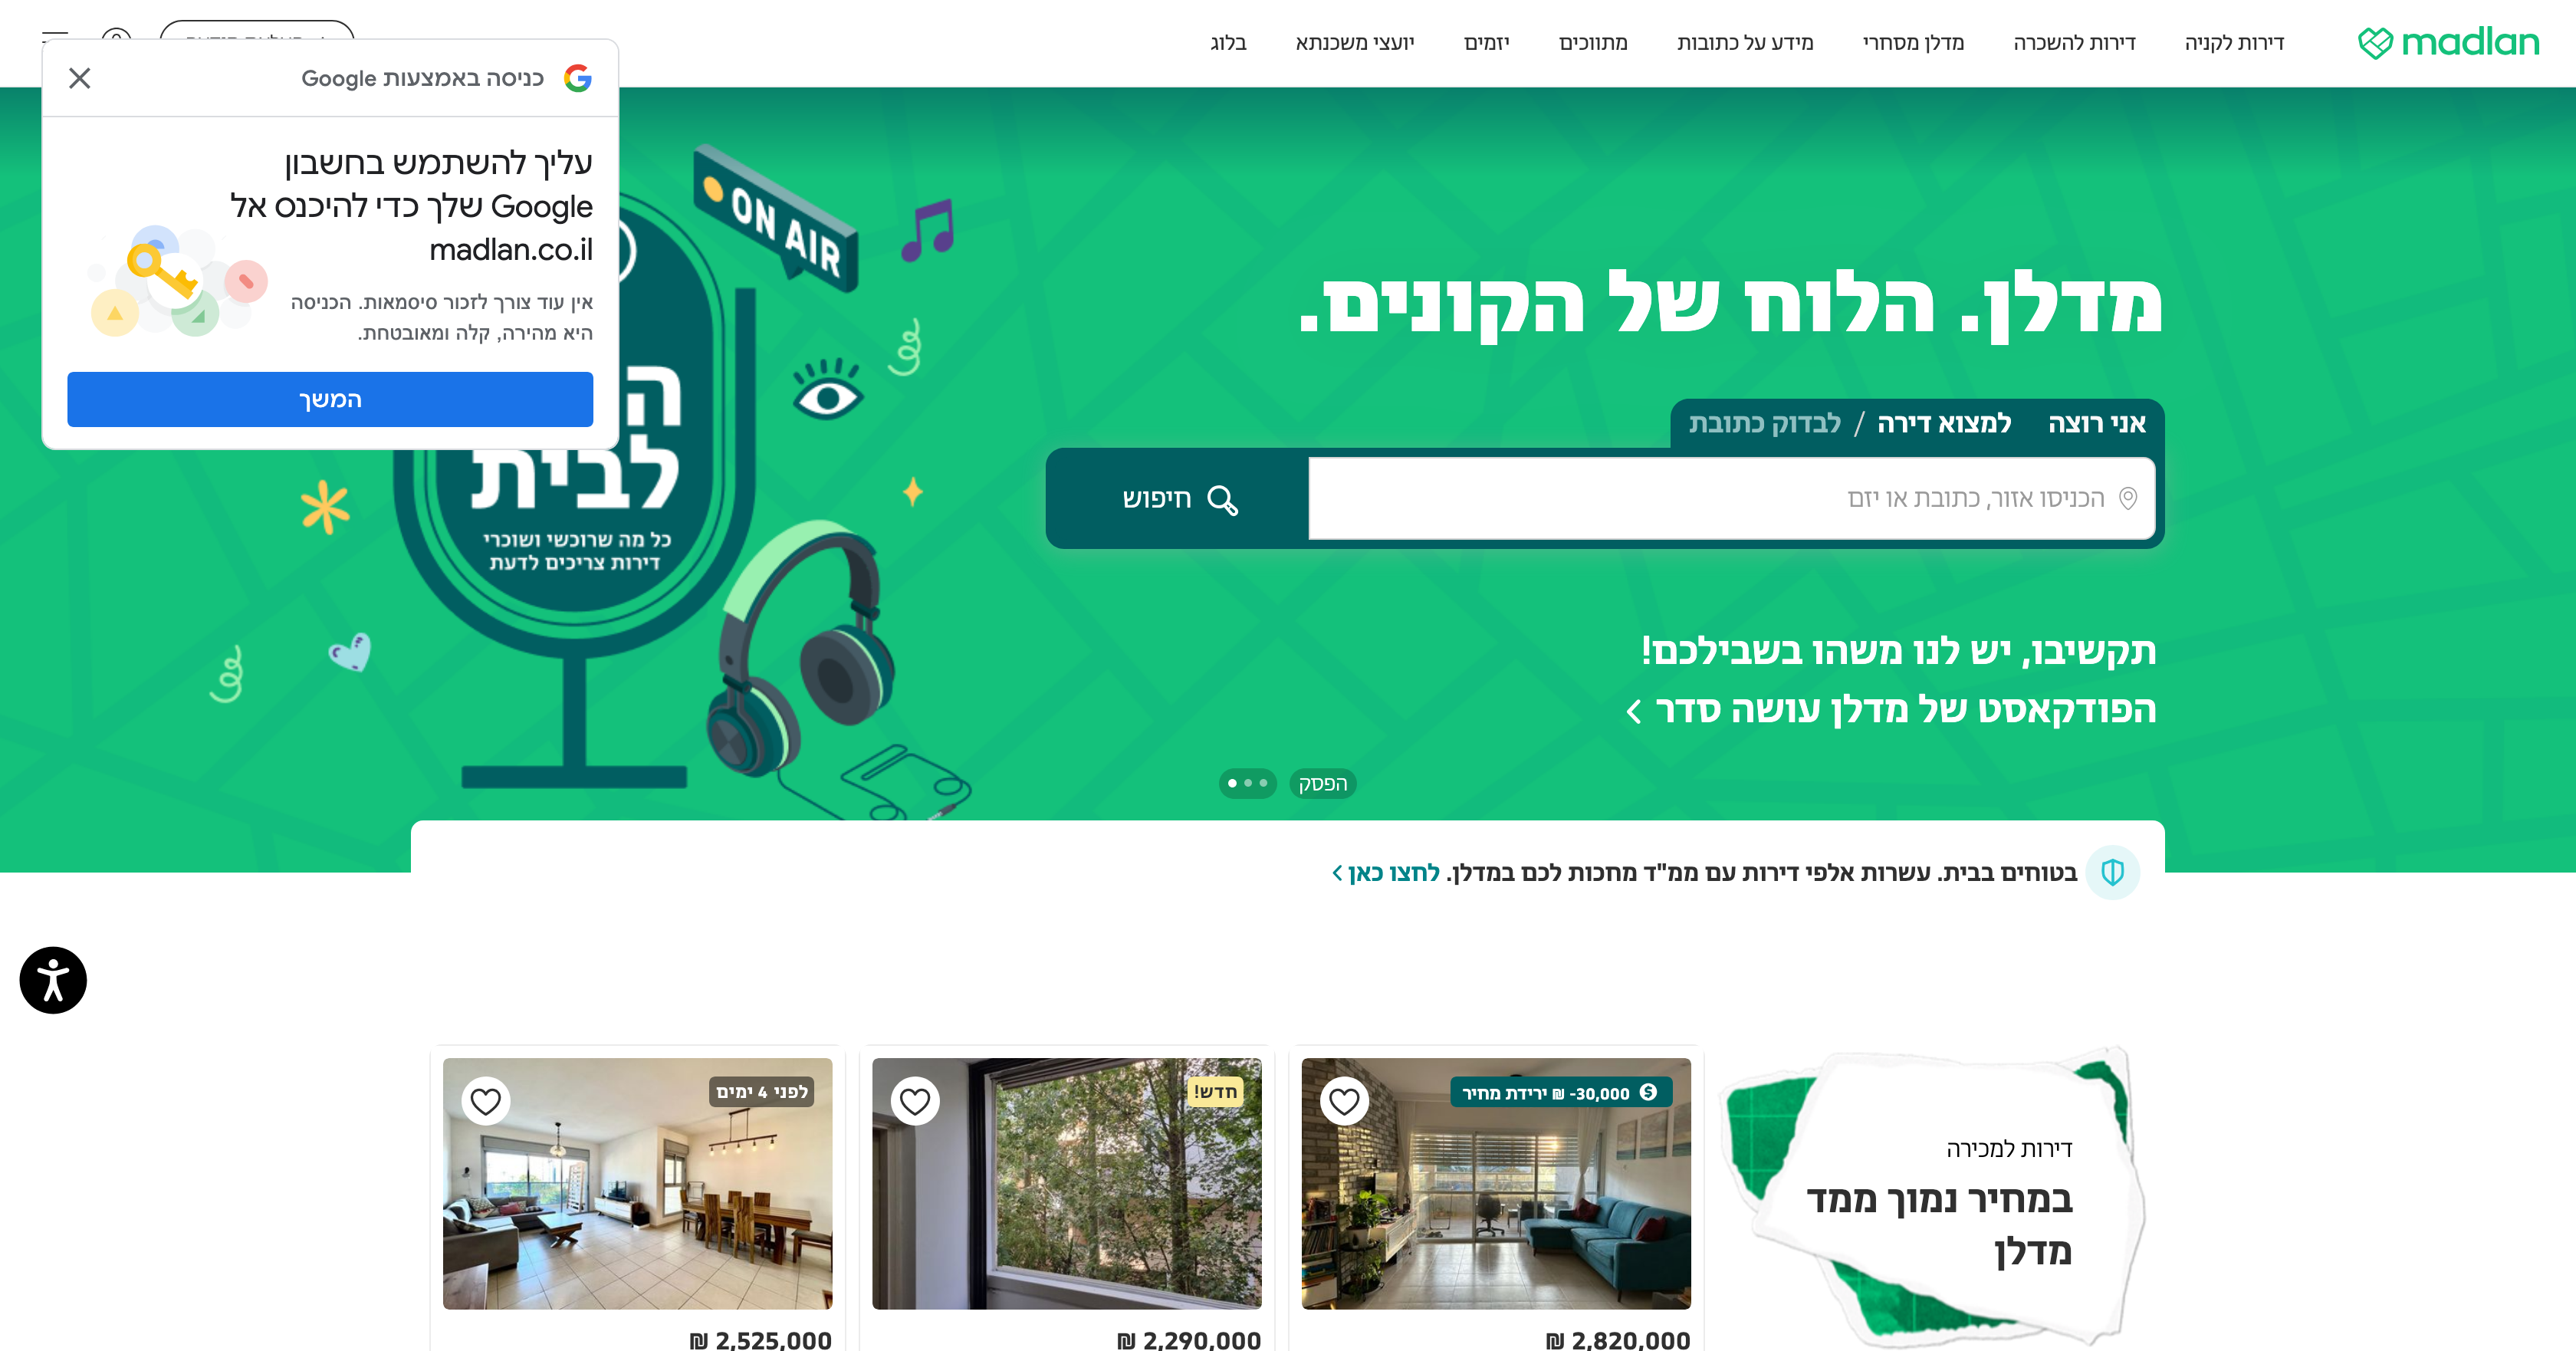 madlan
דירות לקניה
דירות להשכרה
מדלן מסחרי
מידע על כתובות
מתווכים
יזמים
יועצי משכנתא
בלוג
כניסה באמצעות Google
עליך להשתמש בחשבון
Google שלך כדי להיכנס אל
madlan.co.il
אין עוד צורך לזכור סיסמאות. הכניסה
היא מהירה, קלה ומאובטחת.
המשך
ON AIR
לבית
כל מה שרוכשי ושוכרי
דירות צריכים לדעת
מדלן. הלוח של הקונים.
אני רוצה למצוא דירה / לבדוק כתובת
הכניסו אזור, כתובת או יזם
חיפוש
תקשיבו, יש לנו משהו בשבילכם!
הפודקאסט של מדלן עושה סדר
הפסק
בטוחים בבית. עשרות אלפי דירות עם ממ"ד מחכות לכם במדלן. לחצו כאן
דירות למכירה
במחיר נמוך ממד
מדלן
30,000- ₪ ירידת מחיר
2,820,000 ₪
חדש!
2,290,000 ₪
לפני 4 ימים
2,525,000 ₪